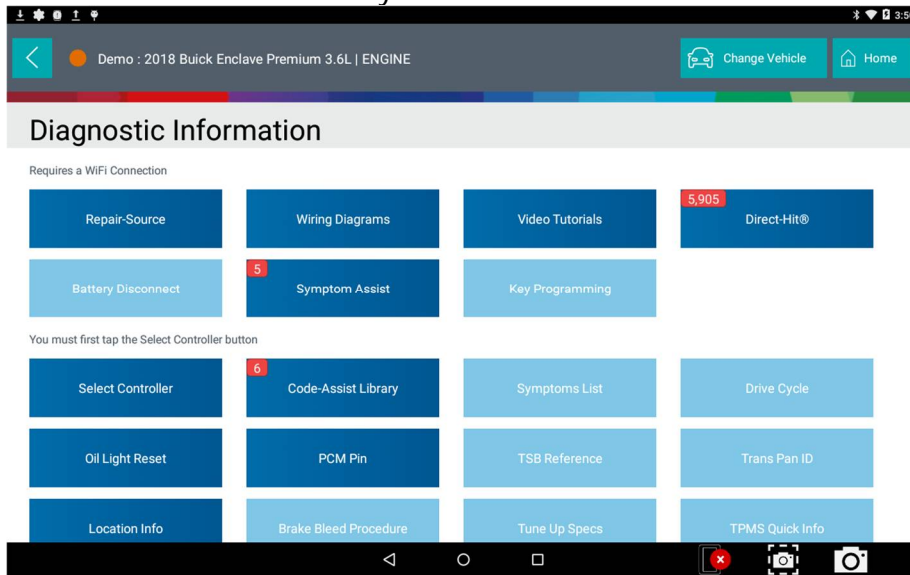 3:50
Demo : 2018 Buick Enclave Premium 3.6L | ENGINE
Change Vehicle
Home
Diagnostic Information
Requires a WiFi Connection
Repair-Source
Wiring Diagrams
Video Tutorials
5,905
Direct-Hit®
Battery Disconnect
5
Symptom Assist
Key Programming
You must first tap the Select Controller button
Select Controller
6
Code-Assist Library
Symptoms List
Drive Cycle
Oil Light Reset
PCM Pin
TSB Reference
Trans Pan ID
Location Info
Brake Bleed Procedure
Tune Up Specs
TPMS Quick Info